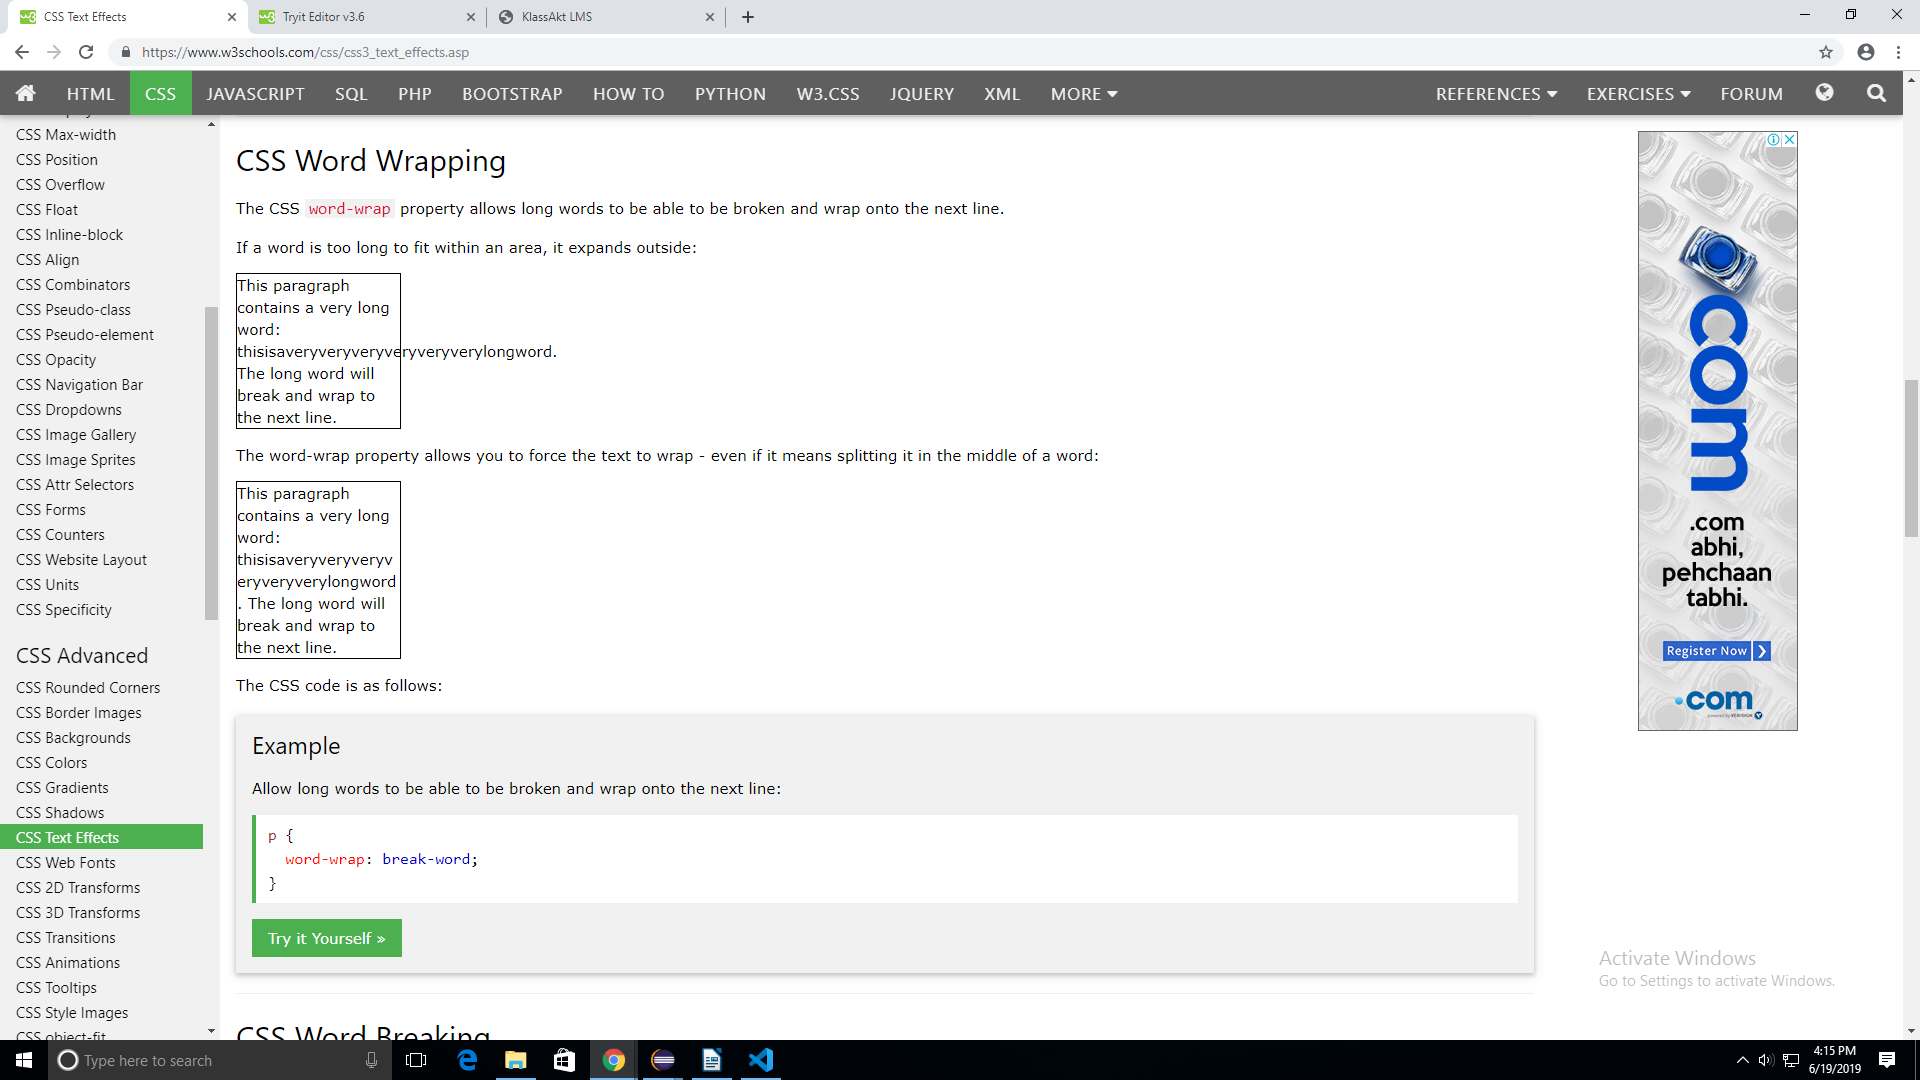 CSS Text Effects
Tryit Editor v3.6
KlassAkt LMS
https://www.w3schools.com/css/css3_text_effects.asp
HTML
CSS
JAVASCRIPT
SQL
PHP
BOOTSTRAP
HOW TO
PYTHON
W3.CSS
JQUERY
XML
MORE
REFERENCES
EXERCISES
FORUM
CSS Max-width
CSS Position
CSS Overflow
CSS Float
CSS Inline-block
CSS Align
CSS Combinators
CSS Pseudo-class
CSS Pseudo-element
CSS Opacity
CSS Navigation Bar
CSS Dropdowns
CSS Image Gallery
CSS Image Sprites
CSS Attr Selectors
CSS Forms
CSS Counters
CSS Website Layout
CSS Units
CSS Specificity
CSS Advanced
CSS Rounded Corners
CSS Border Images
CSS Backgrounds
CSS Colors
CSS Gradients
CSS Shadows
CSS Text Effects
CSS Web Fonts
CSS 2D Transforms
CSS 3D Transforms
CSS Transitions
CSS Animations
CSS Tooltips
CSS Style Images
CSS object-fit
CSS Word Wrapping
The CSS word-wrap property allows long words to be able to be broken and wrap onto the next line.
If a word is too long to fit within an area, it expands outside:
This paragraph
contains a very long
word:
thisisaveryveryveryveryveryverylongword.
The long word will
break and wrap to
the next line.
The word-wrap property allows you to force the text to wrap - even if it means splitting it in the middle of a word:
This paragraph
contains a very long
word:
thisisaveryveryveryv
eryveryverylongword
. The long word will
break and wrap to
the next line.
The CSS code is as follows:
Example
Allow long words to be able to be broken and wrap onto the next line:
p {
word-wrap: break-word;
}
Try it Yourself »
CSS Word Breaking
com
.com
abhi,
pehchaan
tabhi.
Register Now ❯
.com
powered by VERISIGN
Activate Windows
Go to Settings to activate Windows.
Type here to search
4:15 PM
6/19/2019